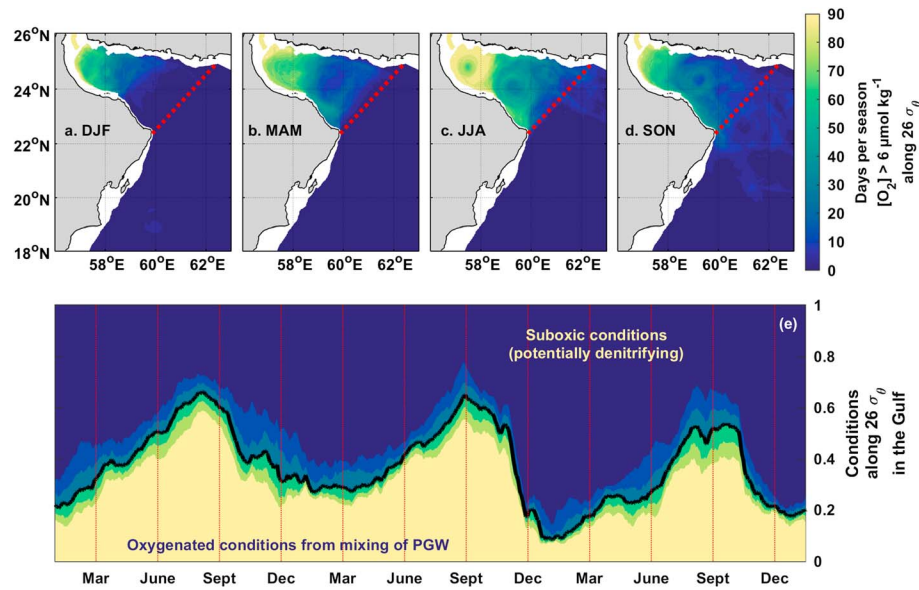 26°N
24°N
22°N
20°N
18°N
a. DJF
b. MAM
c. JJA
d. SON
58°E 60°E 62°E
58°E 60°E 62°E
58°E 60°E 62°E
58°E 60°E 62°E
90
80
70
60
50
40
30
20
10
0
Days per season
[O₂] > 6 μmol kg⁻¹
along 26 σ_θ
(e)
Suboxic conditions
(potentially denitrifying)
Oxygenated conditions from mixing of PGW
1
0.8
0.6
0.4
0.2
0
Conditions
along 26 σ_θ
in the Gulf
Mar June Sept Dec Mar June Sept Dec Mar June Sept Dec